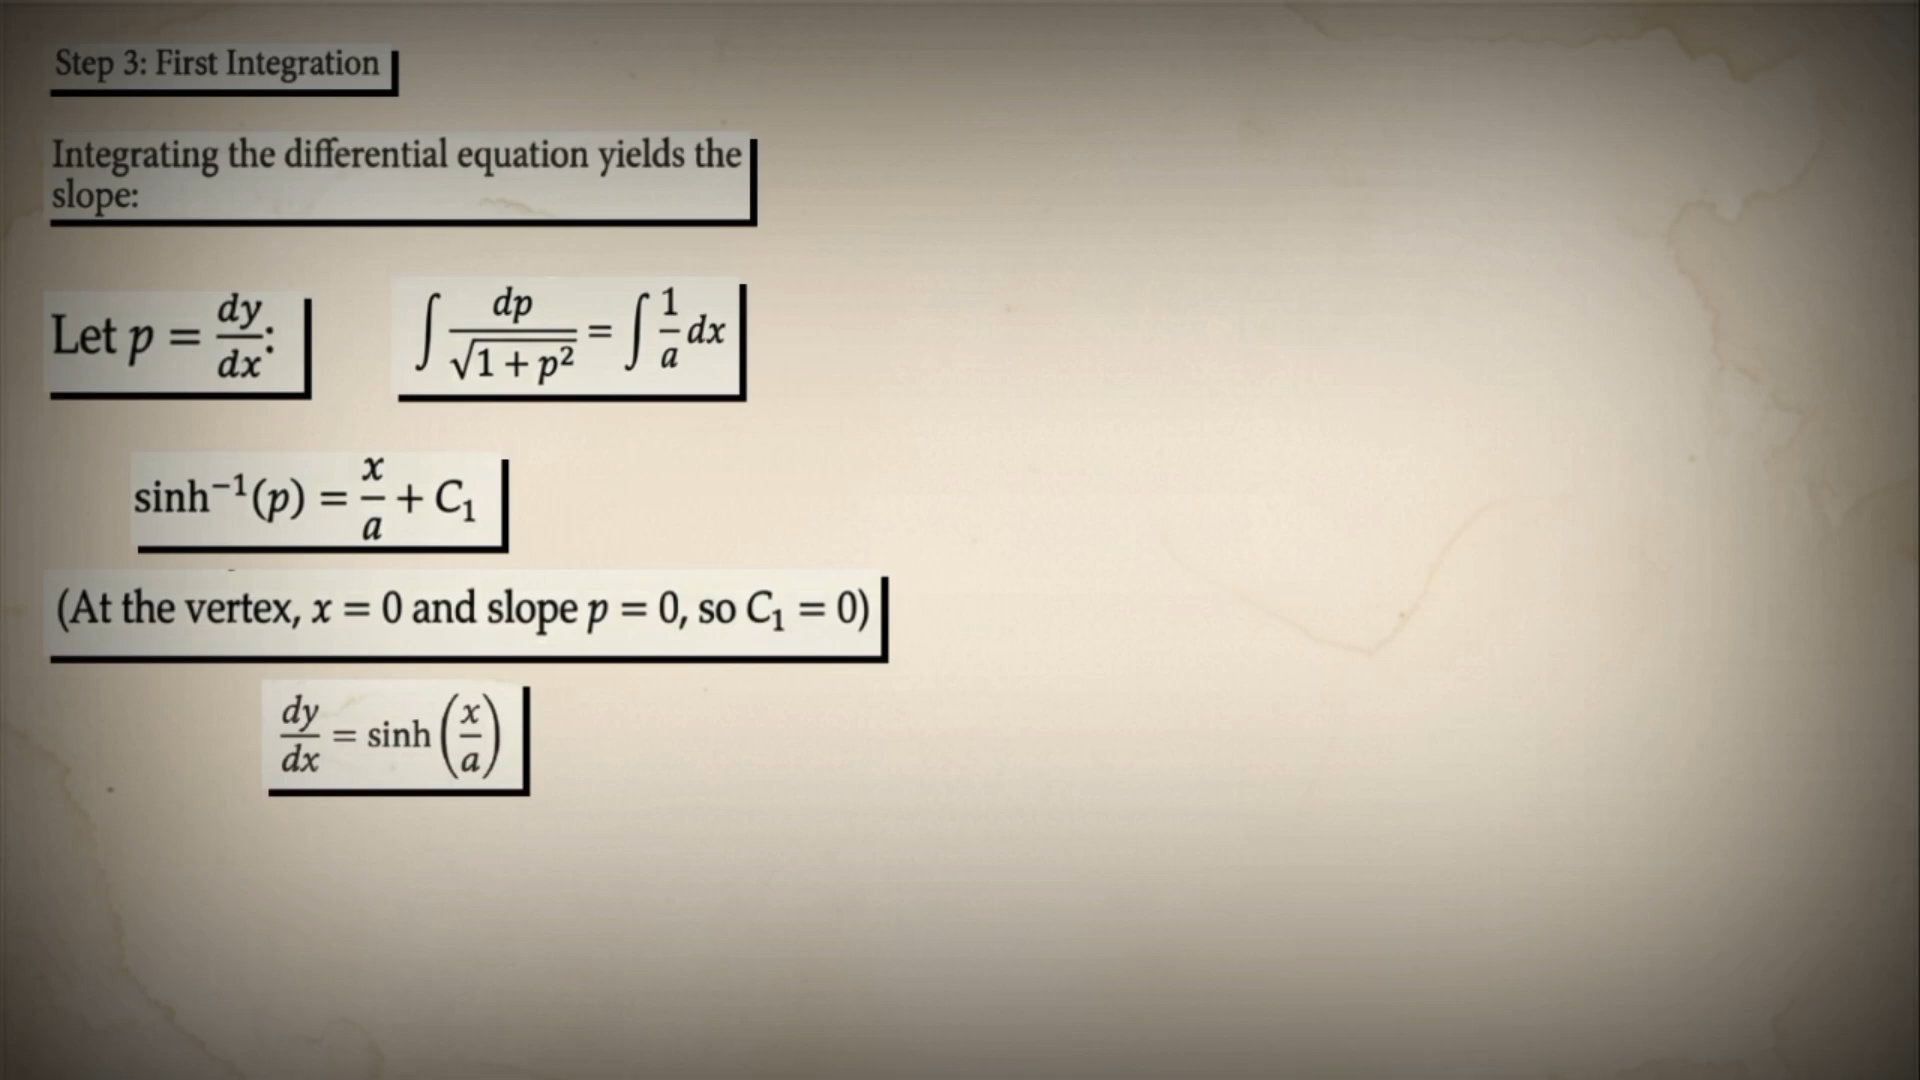 Step 3: First Integration
Integrating the differential equation yields the
slope:
Let p = dy/dx:
∫ dp/√(1 + p²) = ∫ 1/a dx
sinh⁻¹(p) = x/a + C₁
(At the vertex, x = 0 and slope p = 0, so C₁ = 0)
dy/dx = sinh(x/a)